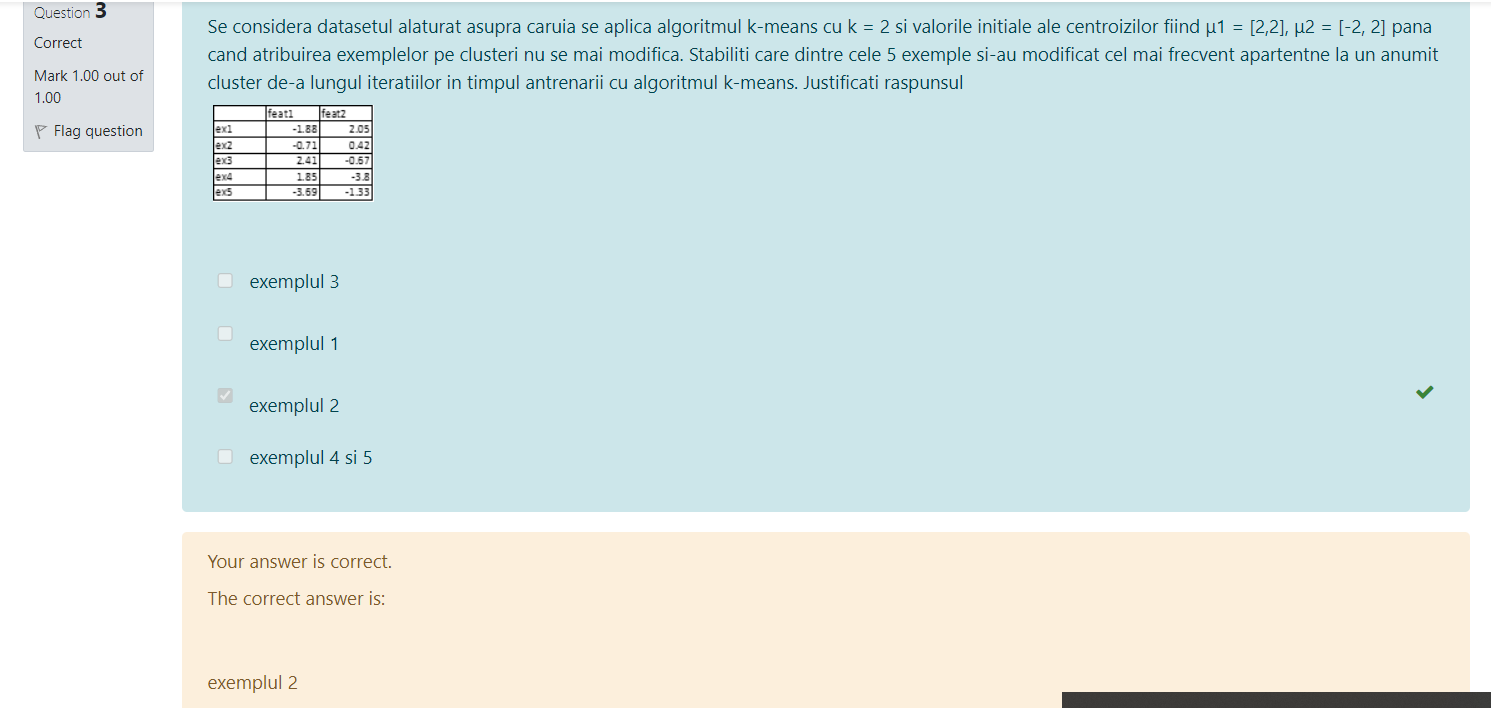 Question 3
Correct
Mark 1.00 out of
1.00
Flag question
Se considera datasetul alaturat asupra caruia se aplica algoritmul k-means cu k = 2 si valorile initiale ale centroizilor fiind μ1 = [2,2], μ2 = [-2, 2] pana
cand atribuirea exemplelor pe clusteri nu se mai modifica. Stabiliti care dintre cele 5 exemple si-au modificat cel mai frecvent apartentne la un anumit
cluster de-a lungul iteratiilor in timpul antrenarii cu algoritmul k-means. Justificati raspunsul
feat1 feat2
ex1 -1.88 2.05
ex2 -0.71 0.42
ex3 2.41 -0.67
ex4 1.85 -3.8
ex5 -3.69 -1.33
exemplul 3
exemplul 1
exemplul 2
exemplul 4 si 5
Your answer is correct.
The correct answer is:
exemplul 2